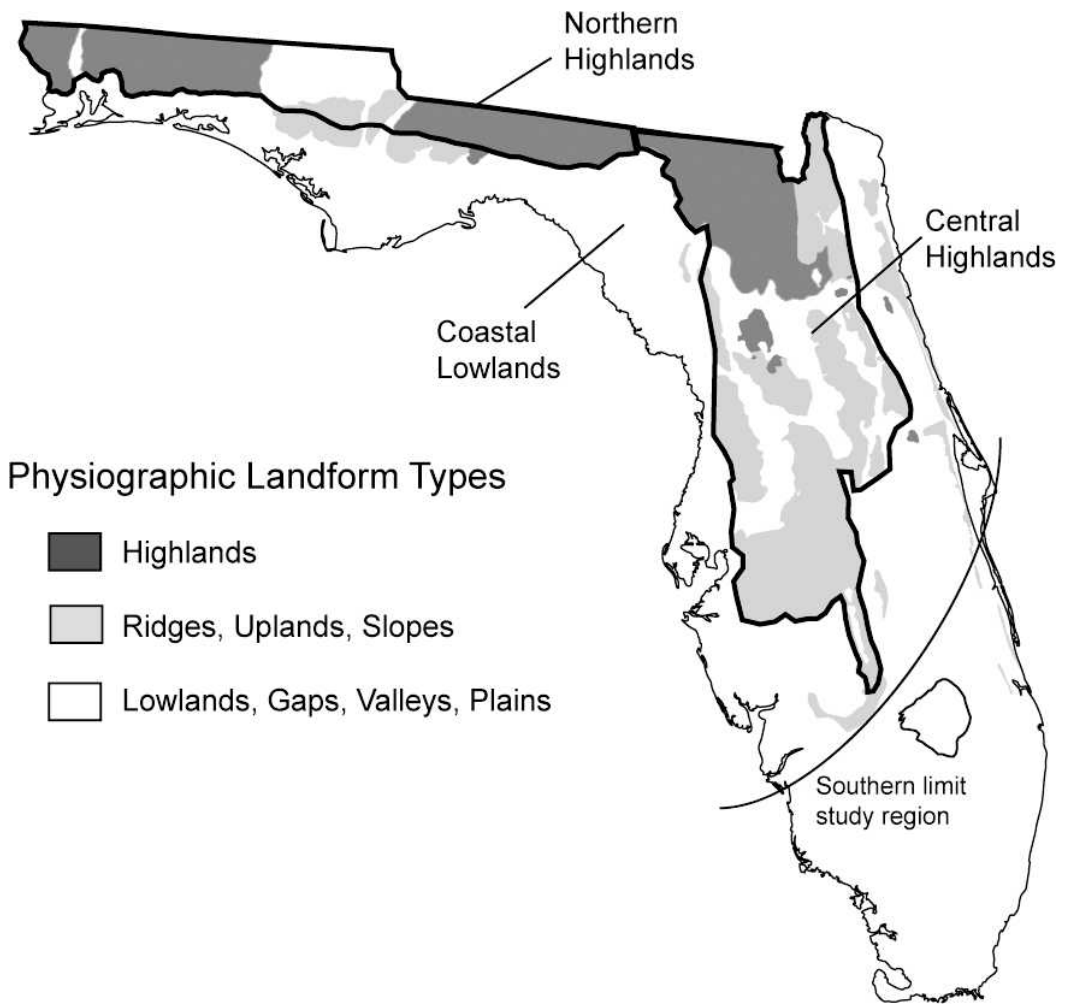 Northern
Highlands
Central
Highlands
Coastal
Lowlands
Physiographic Landform Types
Highlands
Ridges, Uplands, Slopes
Lowlands, Gaps, Valleys, Plains
Southern limit
study region